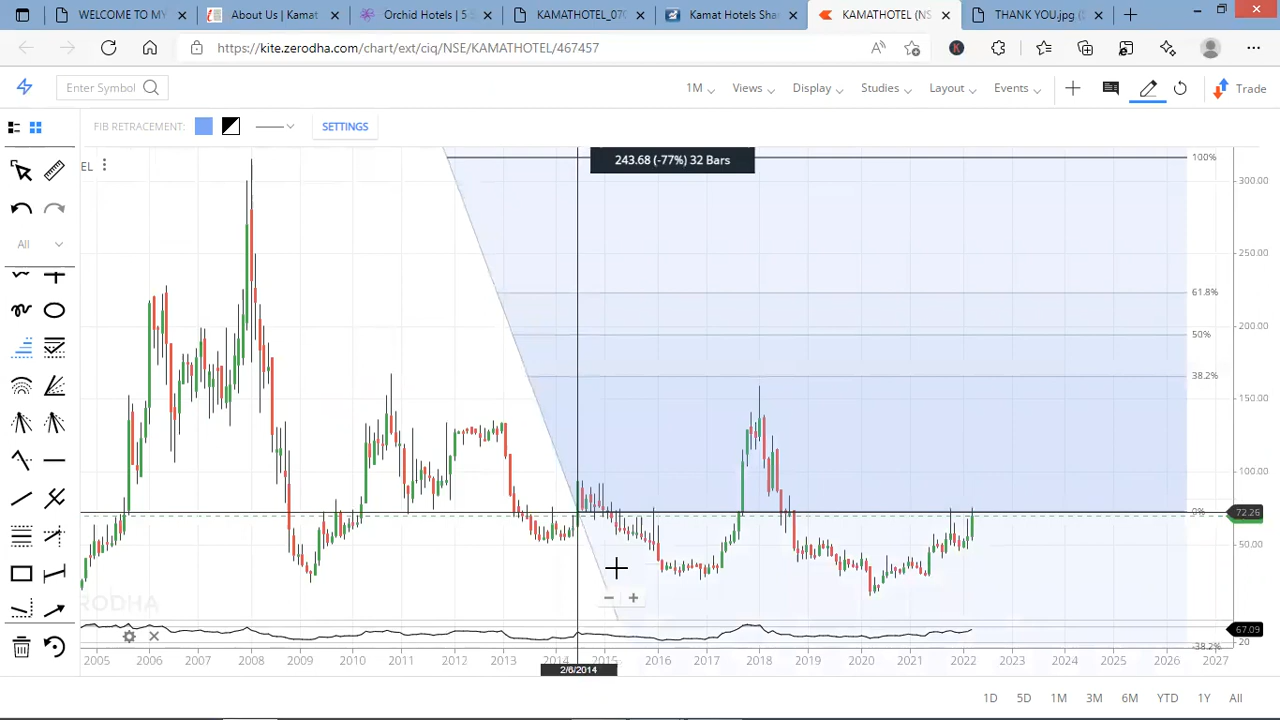 WELCOME TO MY
About Us | Kamat
Orchid Hotels | 5
KAMATHOTEL_070
Kamat Hotels Sha
KAMATHOTEL (NS
THANK YOU.jpg
https://kite.zerodha.com/chart/ext/ciq/NSE/KAMATHOTEL/467457
Enter Symbol
1M
Views
Display
Studies
Layout
Events
Trade
FIB RETRACEMENT:
SETTINGS
EL
243.68 (-77%) 32 Bars
100%
300.00
All
250.00
61.8%
200.00
50%
38.2%
150.00
100.00
0%
72.26
50.00
67.09
20
-38.2%
2005 2006 2007 2008 2009 2010 2011 2012 2013 2014 2015 2016 2017 2018 2019 2020 2021 2022 2023 2024 2025 2026 2027
2/6/2014
1D 5D 1M 3M 6M YTD 1Y All